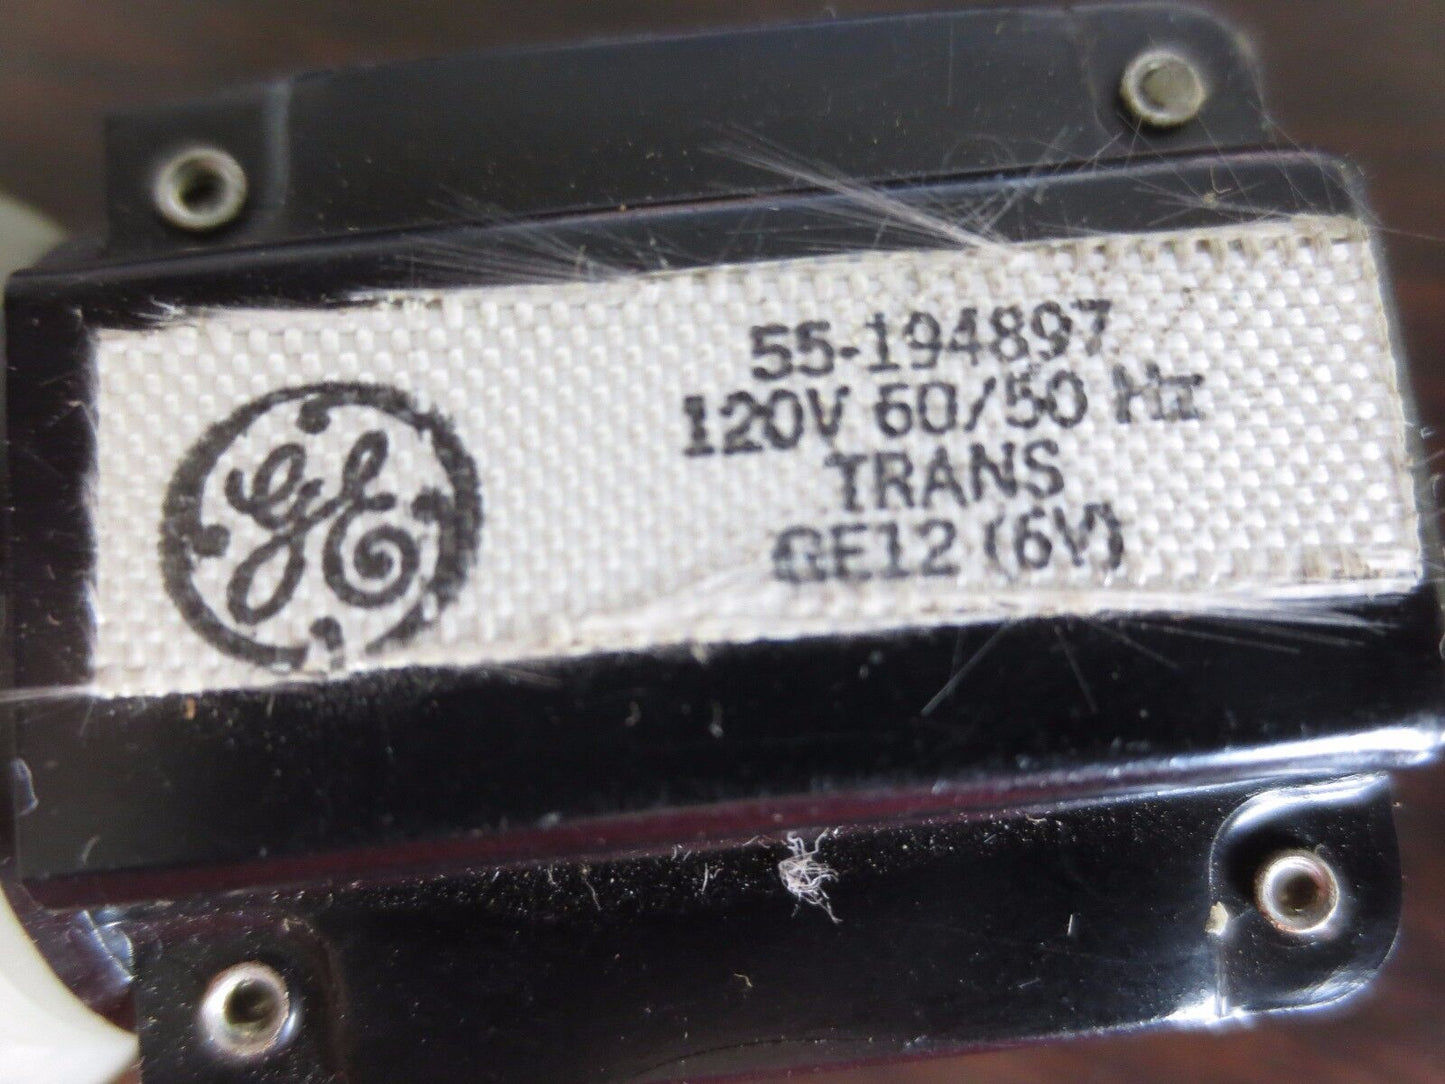 GE
55-194897
120V 60/50 Hz
TRANS
GE12 (6V)